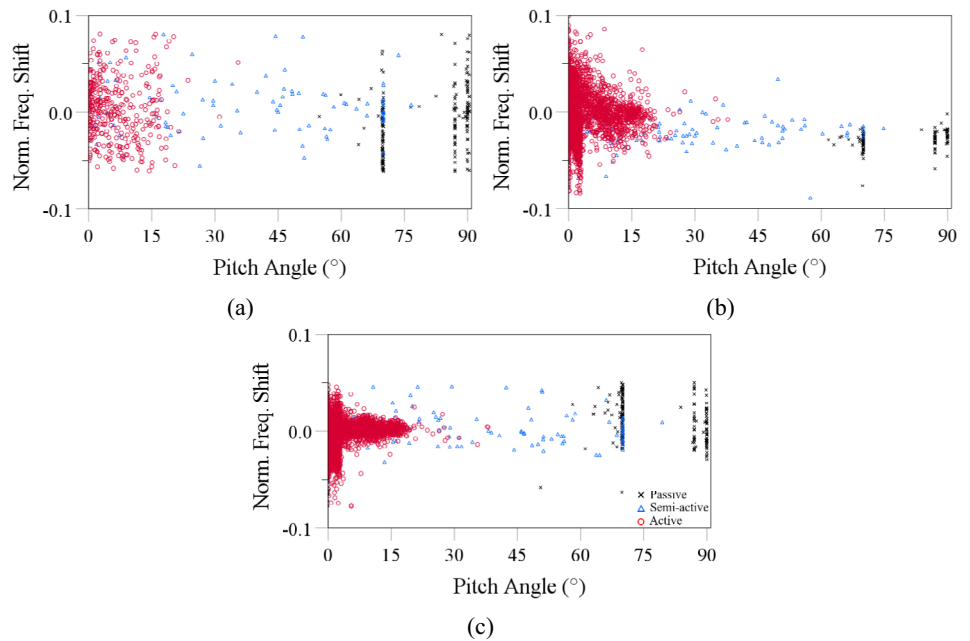 0.1
0.0
-0.1
Norm. Freq. Shift
0 15 30 45 60 75 90
Pitch Angle (°)
(a)
0.1
0.0
-0.1
Norm. Freq. Shift
0 15 30 45 60 75 90
Pitch Angle (°)
(b)
0.1
0.0
-0.1
Norm. Freq. Shift
Passive
Semi-active
Active
0 15 30 45 60 75 90
Pitch Angle (°)
(c)